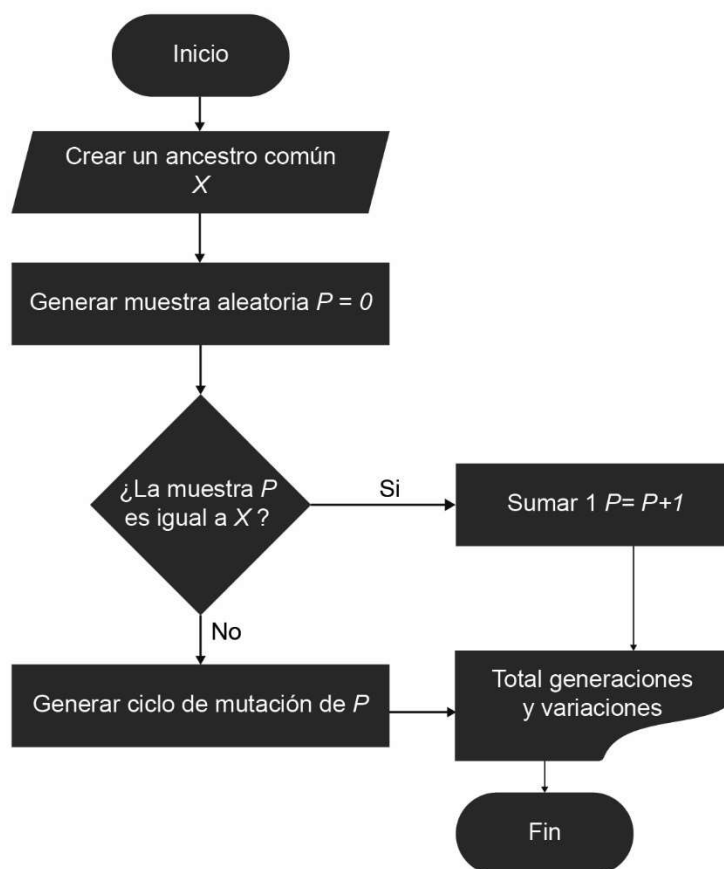 Inicio
Crear un ancestro común
X
Generar muestra aleatoria P = 0
¿La muestra P
es igual a X ?
Si
Sumar 1 P= P+1
No
Generar ciclo de mutación de P
Total generaciones
y variaciones
Fin